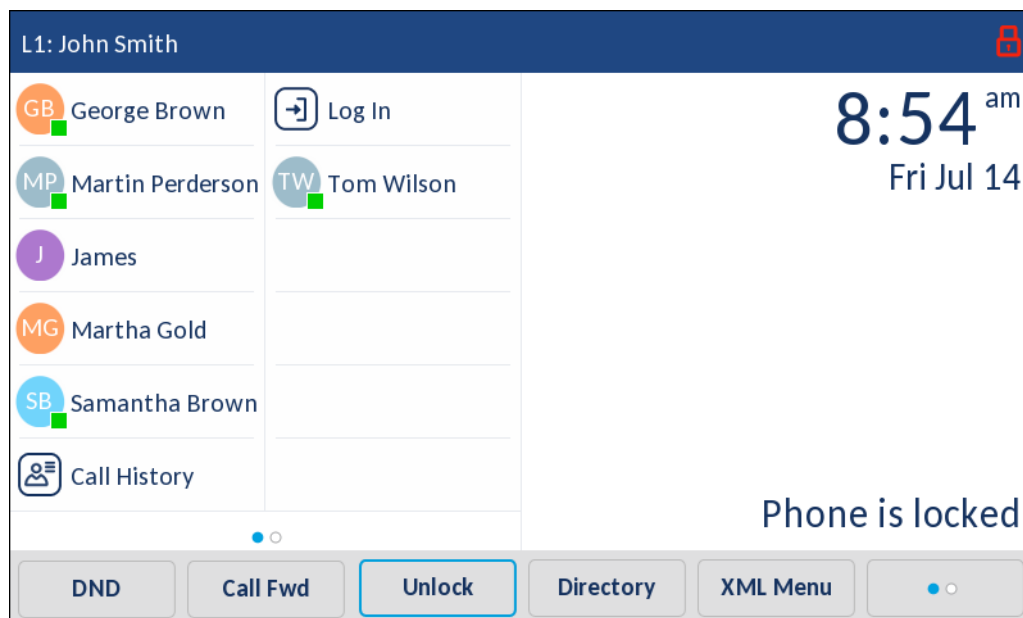 L1: John Smith
GB George Brown
Log In
8:54 am
MP Martin Perderson
TW Tom Wilson
Fri Jul 14
J James
MG Martha Gold
SB Samantha Brown
Call History
Phone is locked
DND
Call Fwd
Unlock
Directory
XML Menu